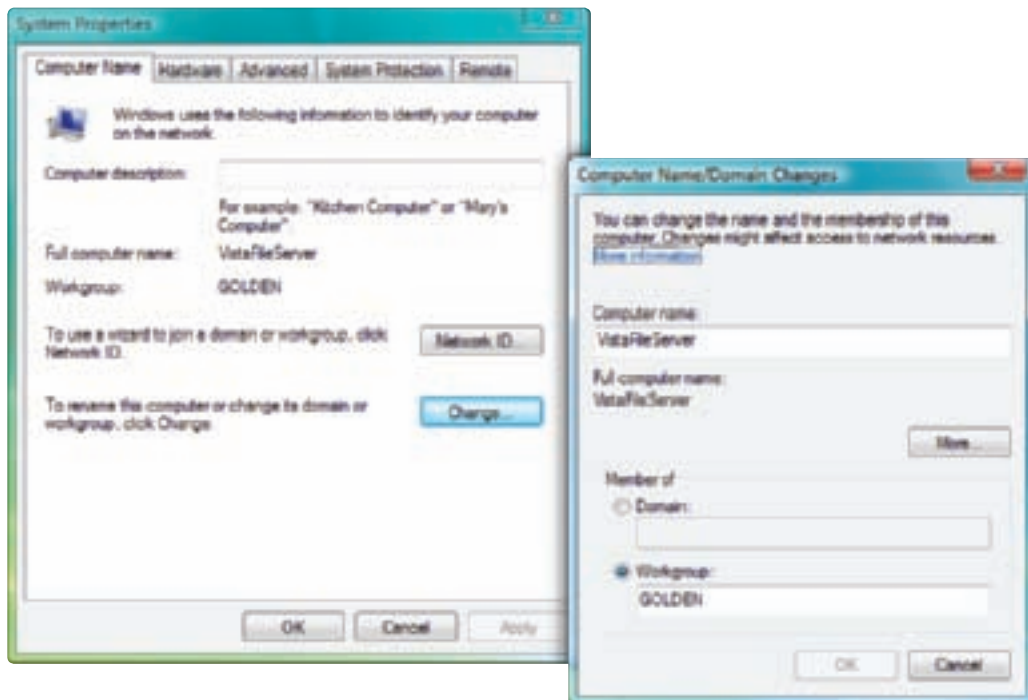 System Properties
Computer Name
Hardware
Advanced
System Protection
Remote
Windows uses the following information to identify your computer
on the network.
Computer description:
For example: "Kitchen Computer" or "Mary's
Computer".
Full computer name:
VistaFileServer
Workgroup:
GOLDEN
To use a wizard to join a domain or workgroup, click
Network ID.
Network ID...
To rename this computer or change its domain or
workgroup, click Change.
Change...
OK
Cancel
Apply
Computer Name/Domain Changes
You can change the name and the membership of this
computer. Changes might affect access to network resources.
More information
Computer name:
VistaFileServer
Full computer name:
VistaFileServer
More...
Member of
Domain:
Workgroup:
GOLDEN
OK
Cancel